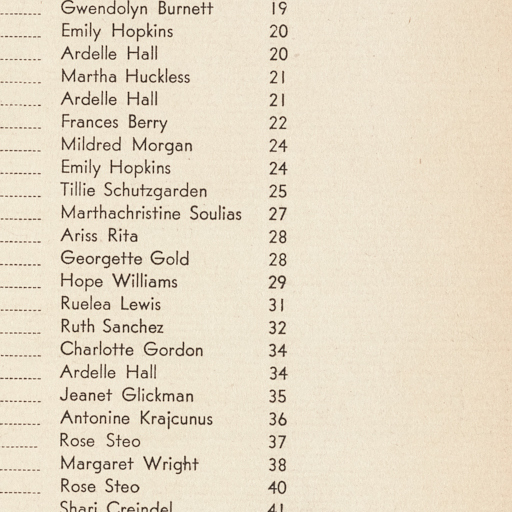 Gwendolyn Burnett 19
Emily Hopkins 20
Ardelle Hall 20
Martha Huckless 21
Ardelle Hall 21
Frances Berry 22
Mildred Morgan 24
Emily Hopkins 24
Tillie Schutzgarden 25
Marthachristine Soulias 27
Ariss Rita 28
Georgette Gold 28
Hope Williams 29
Ruelea Lewis 31
Ruth Sanchez 32
Charlotte Gordon 34
Ardelle Hall 34
Jeanet Glickman 35
Antonine Krajcunus 36
Rose Steo 37
Margaret Wright 38
Rose Steo 40
Shari Creindel 41